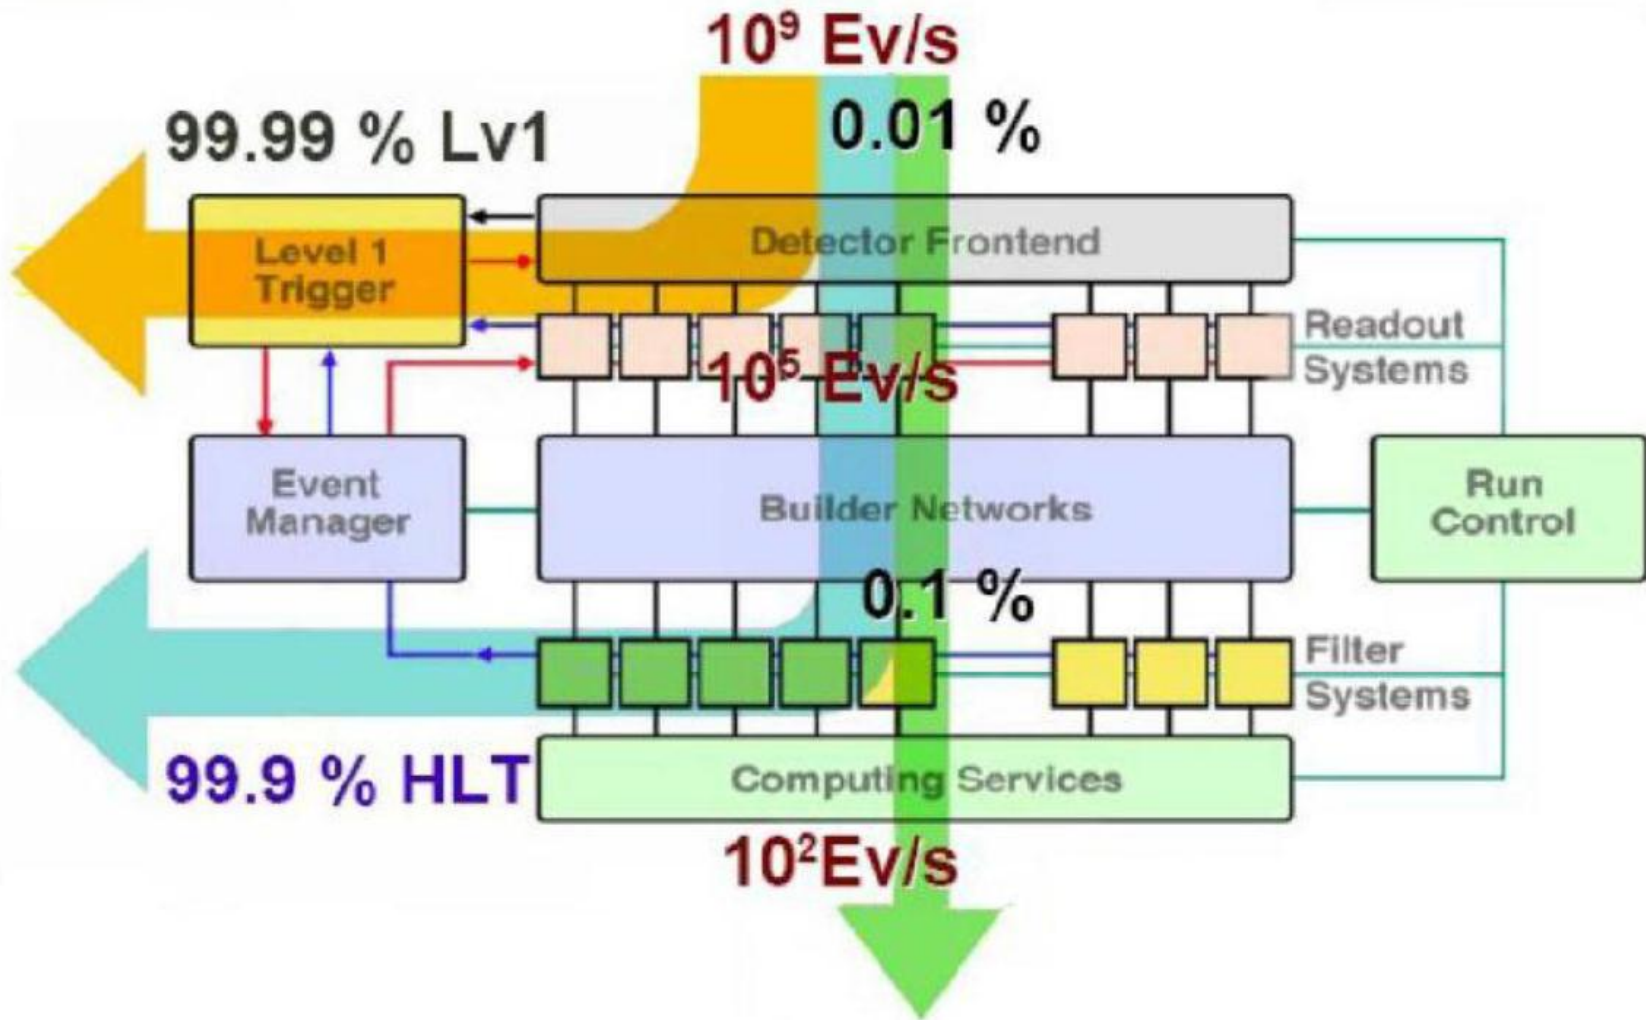 10⁹ Ev/s
99.99 % Lv1
0.01 %
Level 1
Trigger
Detector Frontend
Readout
Systems
10⁵ Ev/s
Event
Manager
Builder Networks
Run
Control
0.1 %
Filter
Systems
99.9 % HLT
Computing Services
10²Ev/s